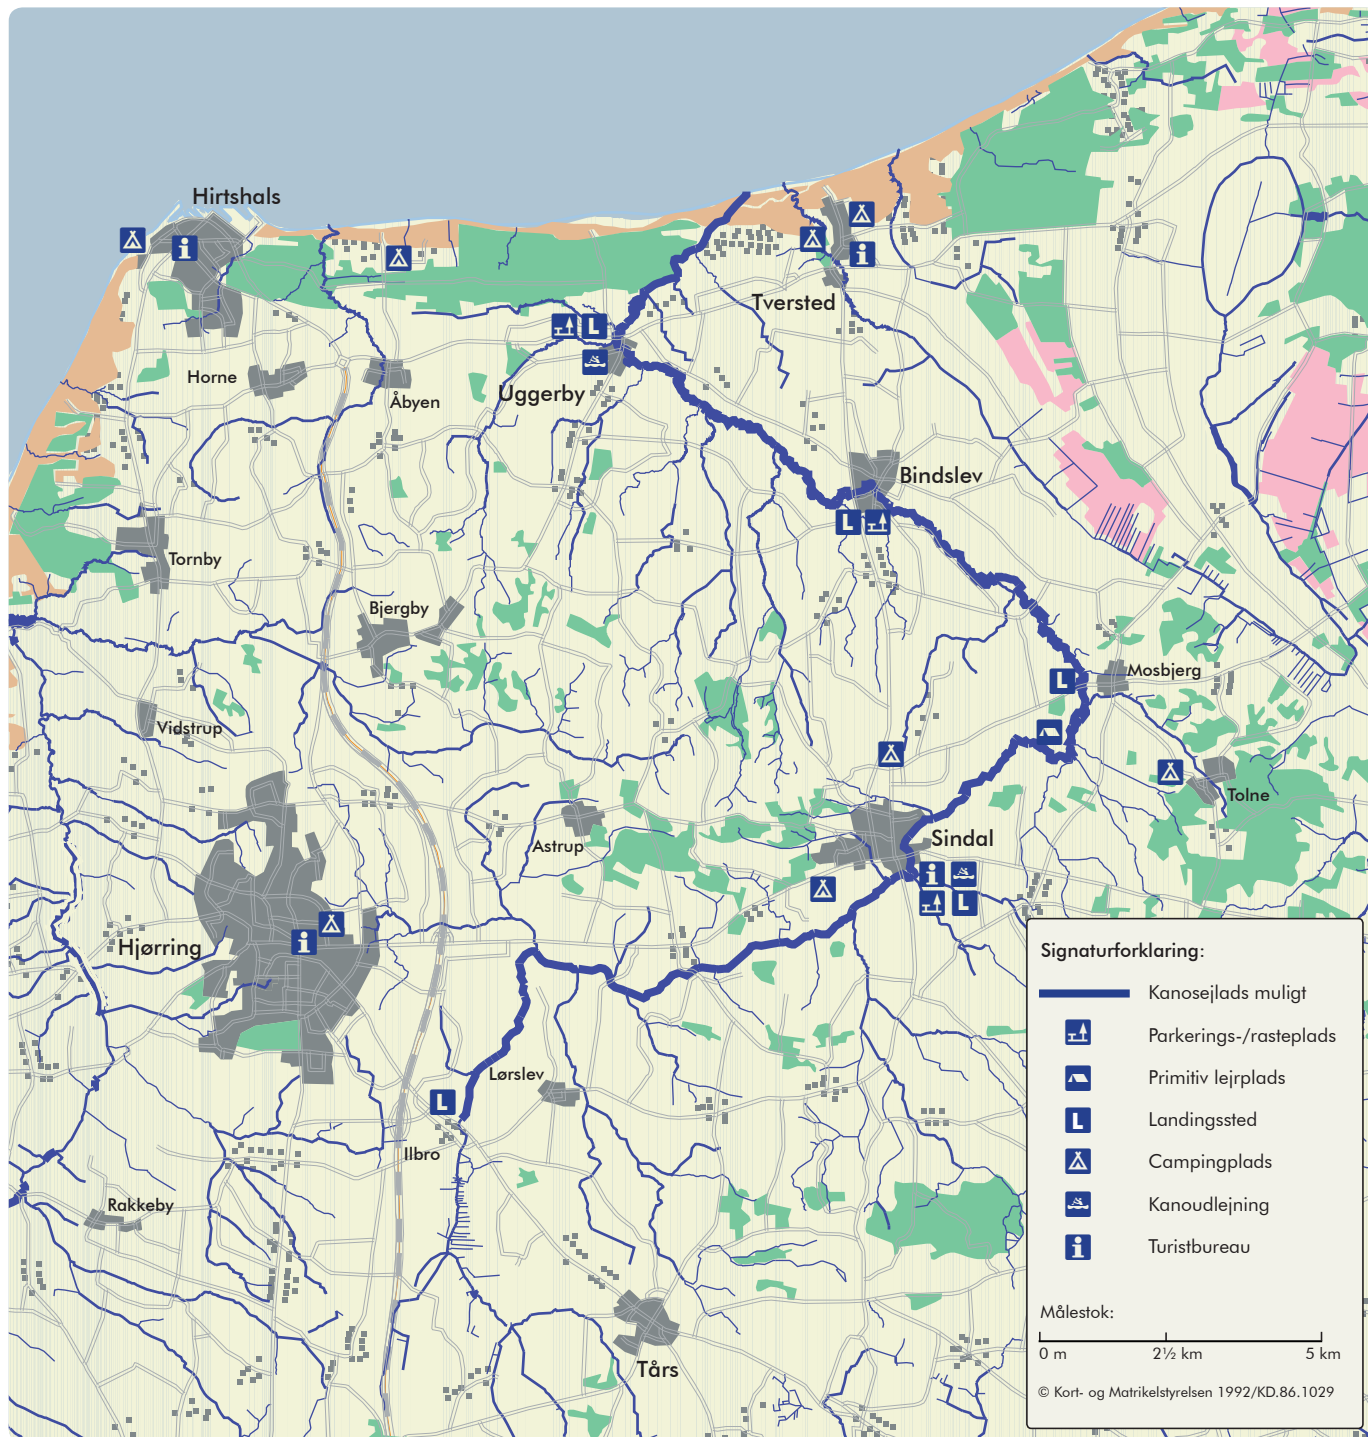 Hirtshals
Tversted
Horne
Åbyen
Uggerby
Bindslev
Tornby
Bjergby
Mosbjerg
Vidstrup
Tolne
Sindal
Astrup
Hjørring
Lørslev
Ilbro
Rakkeby
Tårs
L
L
L
L
L
i
i
i
i
Signaturforklaring:
Kanosejlads muligt
Parkerings-/rasteplads
Primitiv lejrplads
L Landingssted
Campingplads
Kanoudlejning
i Turistbureau
Målestok:
0 m 2½ km 5 km
© Kort- og Matrikelstyrelsen 1992/KD.86.1029